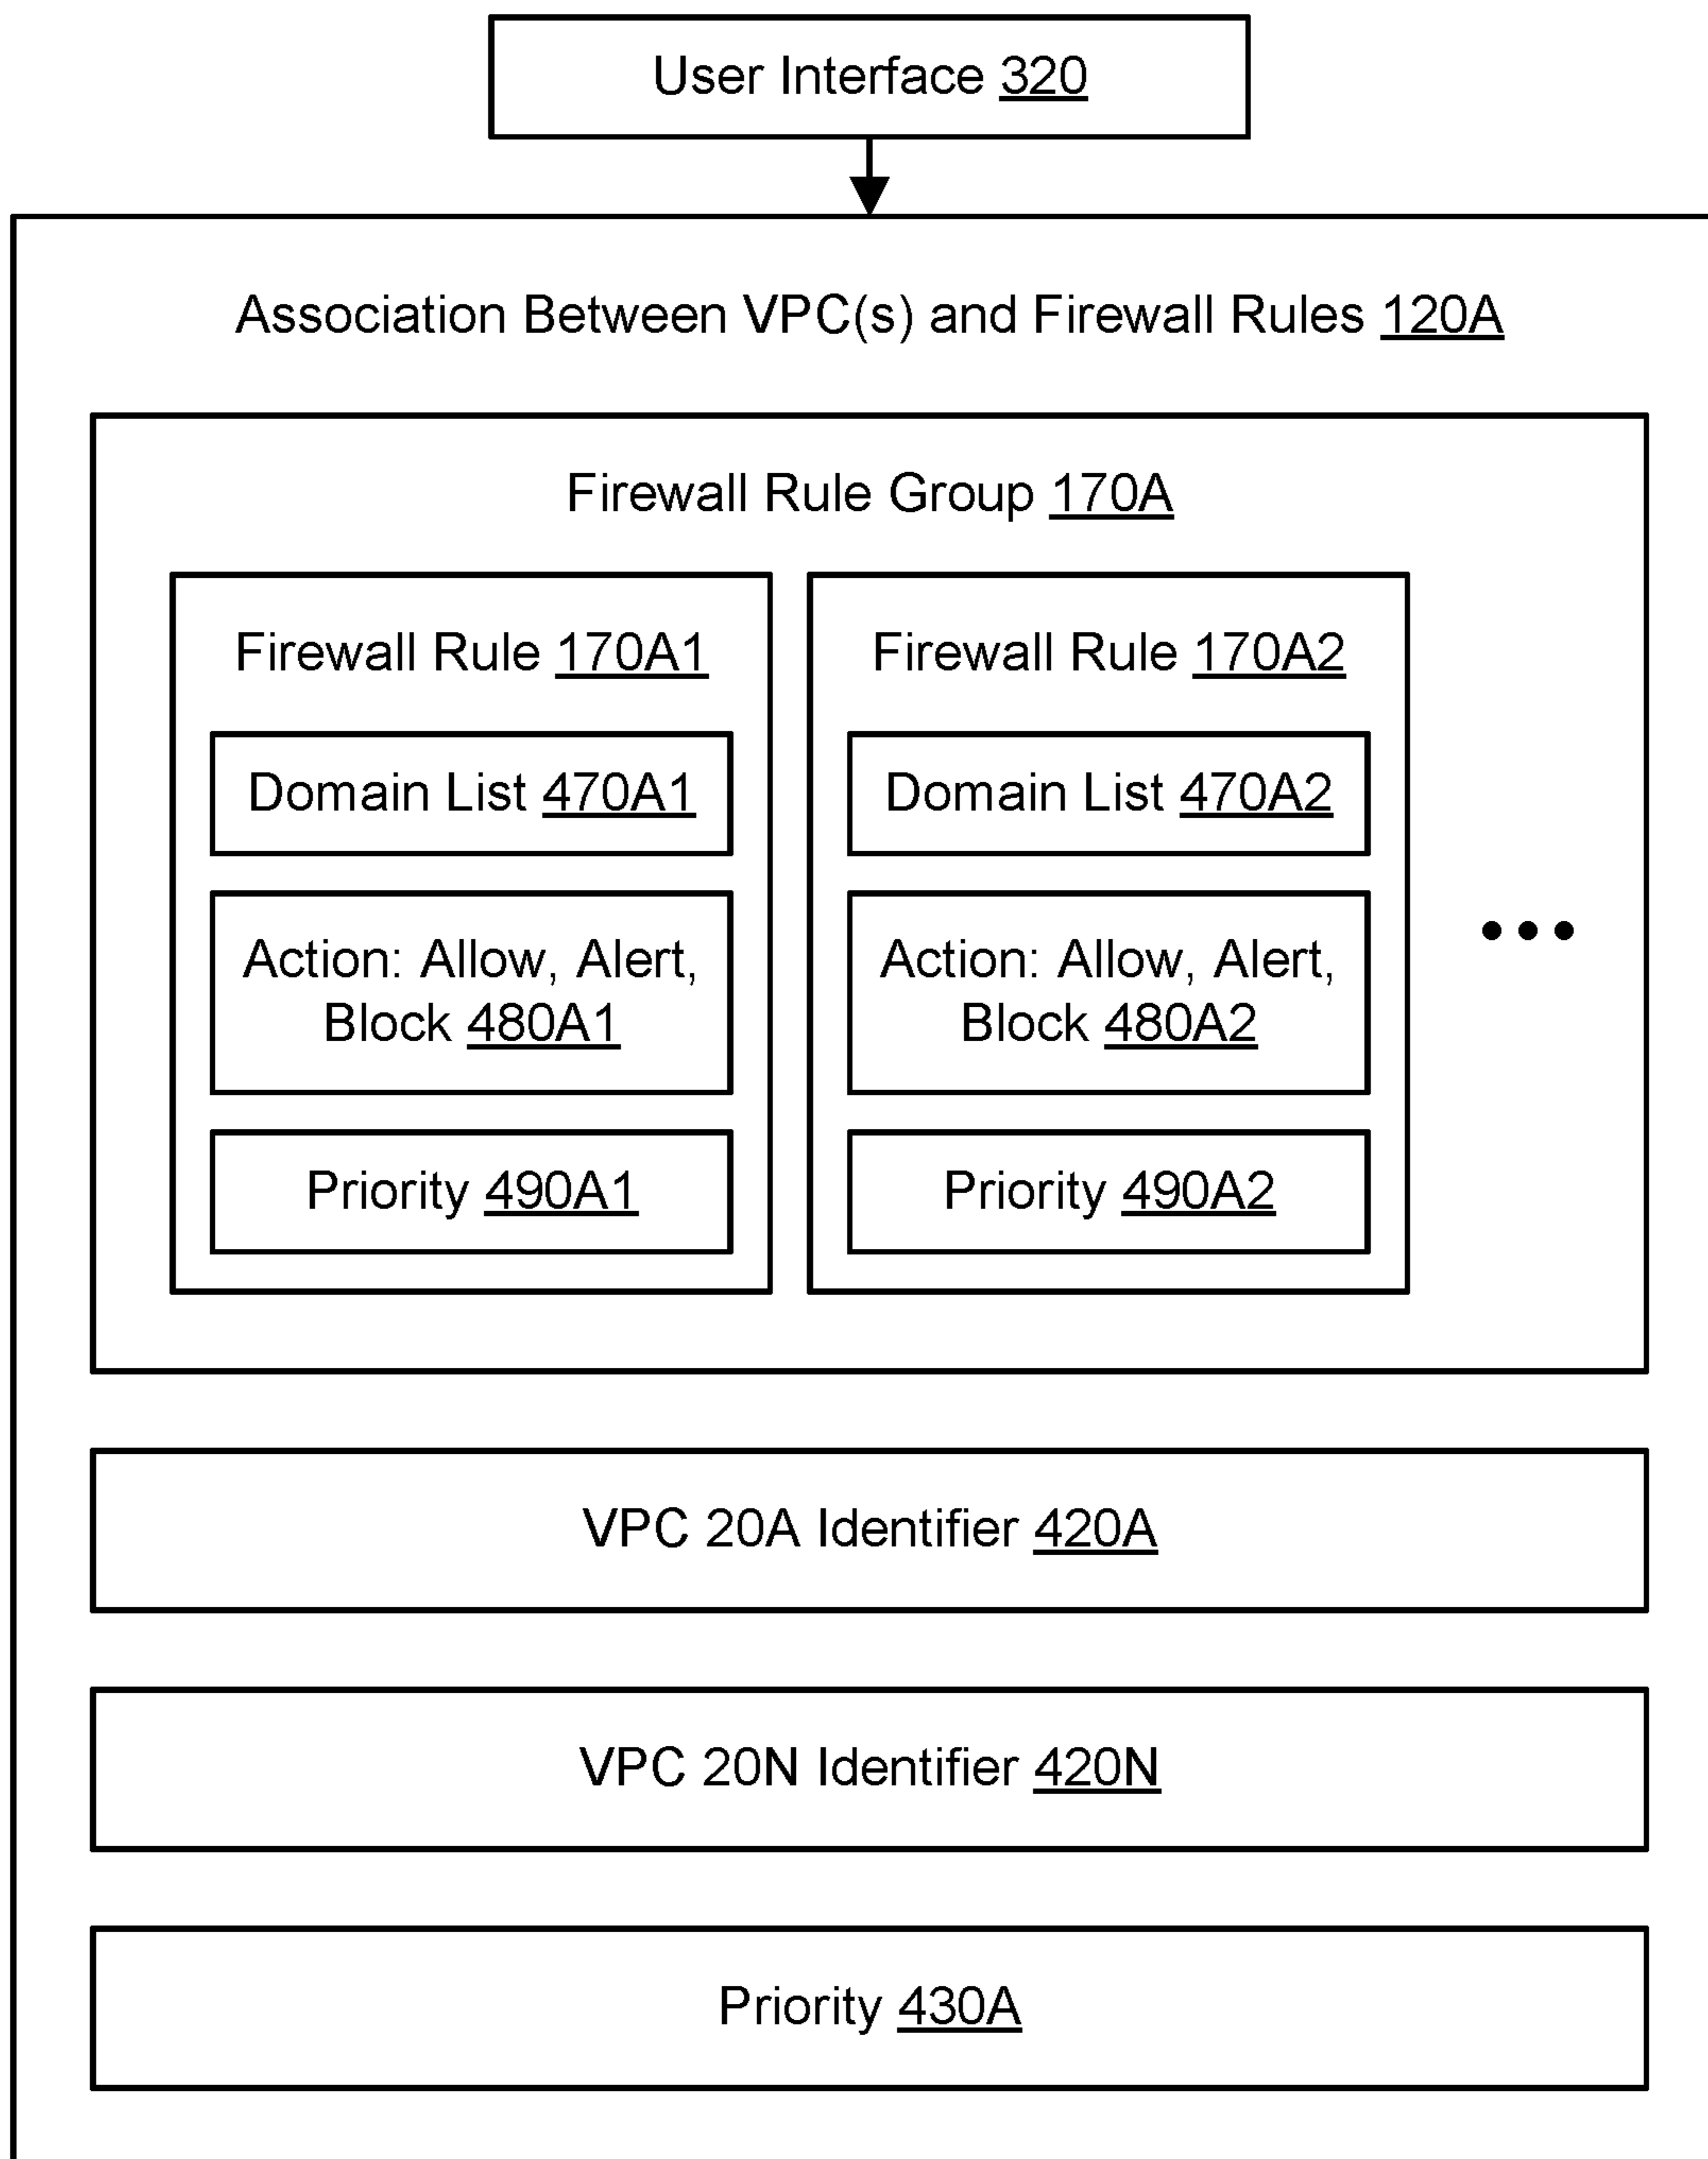 User Interface 320
Association Between VPC(s) and Firewall Rules 120A
Firewall Rule Group 170A
Firewall Rule 170A1
Domain List 470A1
Action: Allow, Alert,
Block 480A1
Priority 490A1
Firewall Rule 170A2
Domain List 470A2
Action: Allow, Alert,
Block 480A2
Priority 490A2
VPC 20A Identifier 420A
VPC 20N Identifier 420N
Priority 430A